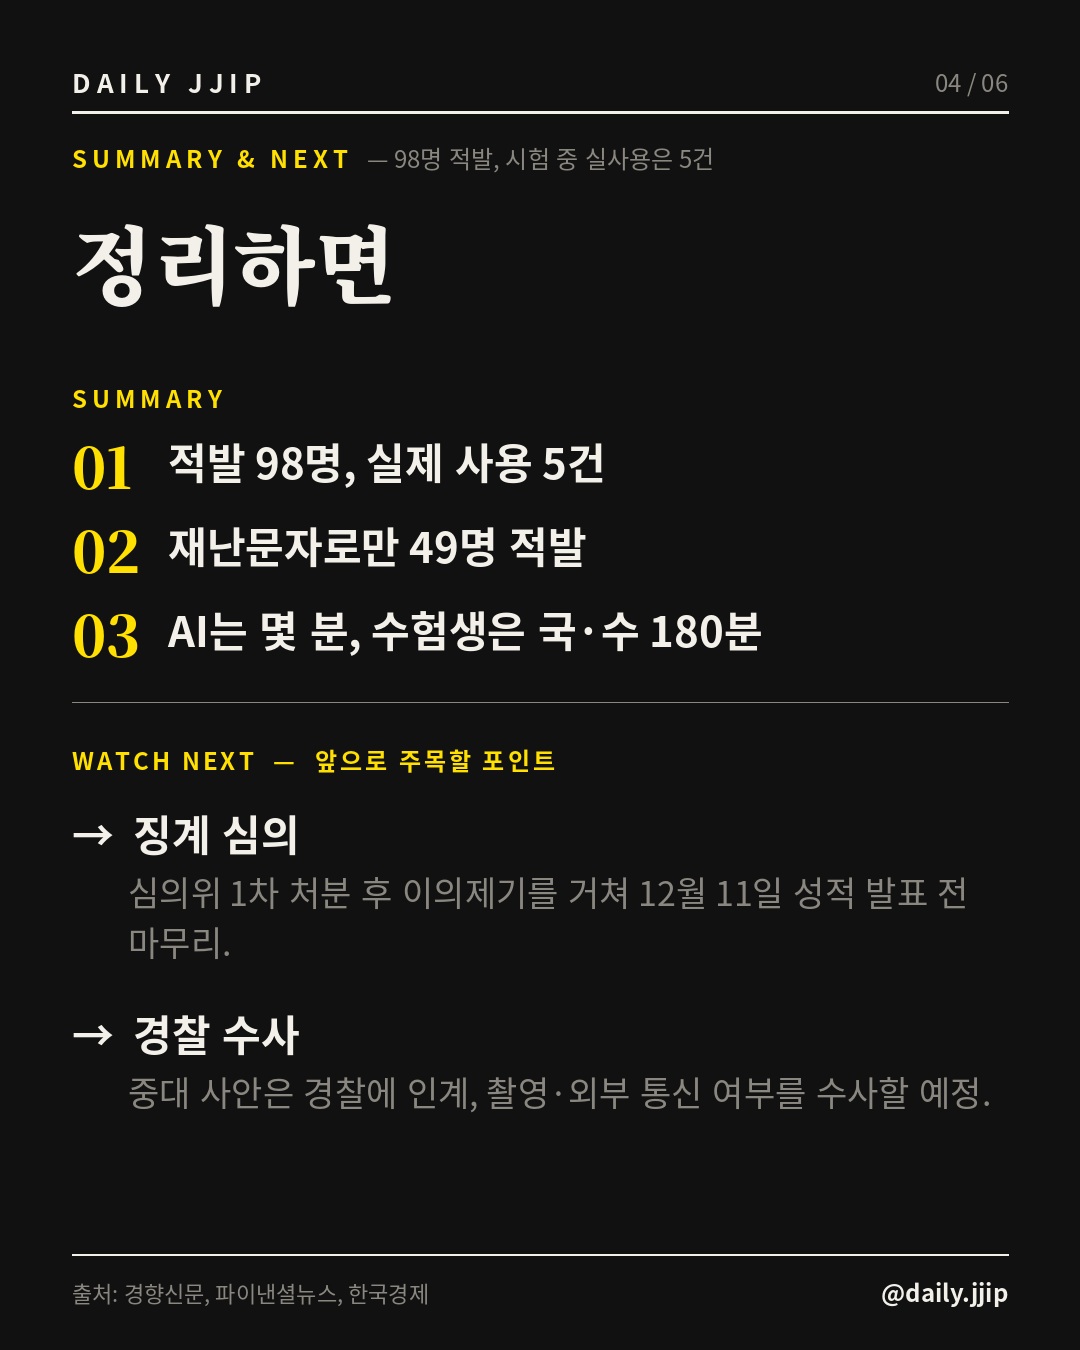 DAILY JJIP
04 / 06
SUMMARY & NEXT — 98명 적발, 시험 중 실사용은 5건
정리하면
SUMMARY
01 적발 98명, 실제 사용 5건
02 재난문자로만 49명 적발
03 AI는 몇 분, 수험생은 국·수 180분
WATCH NEXT — 앞으로 주목할 포인트
→ 징계 심의
심의위 1차 처분 후 이의제기를 거쳐 12월 11일 성적 발표 전
마무리.
→ 경찰 수사
중대 사안은 경찰에 인계, 촬영·외부 통신 여부를 수사할 예정.
출처: 경향신문, 파이낸셜뉴스, 한국경제
@daily.jjip